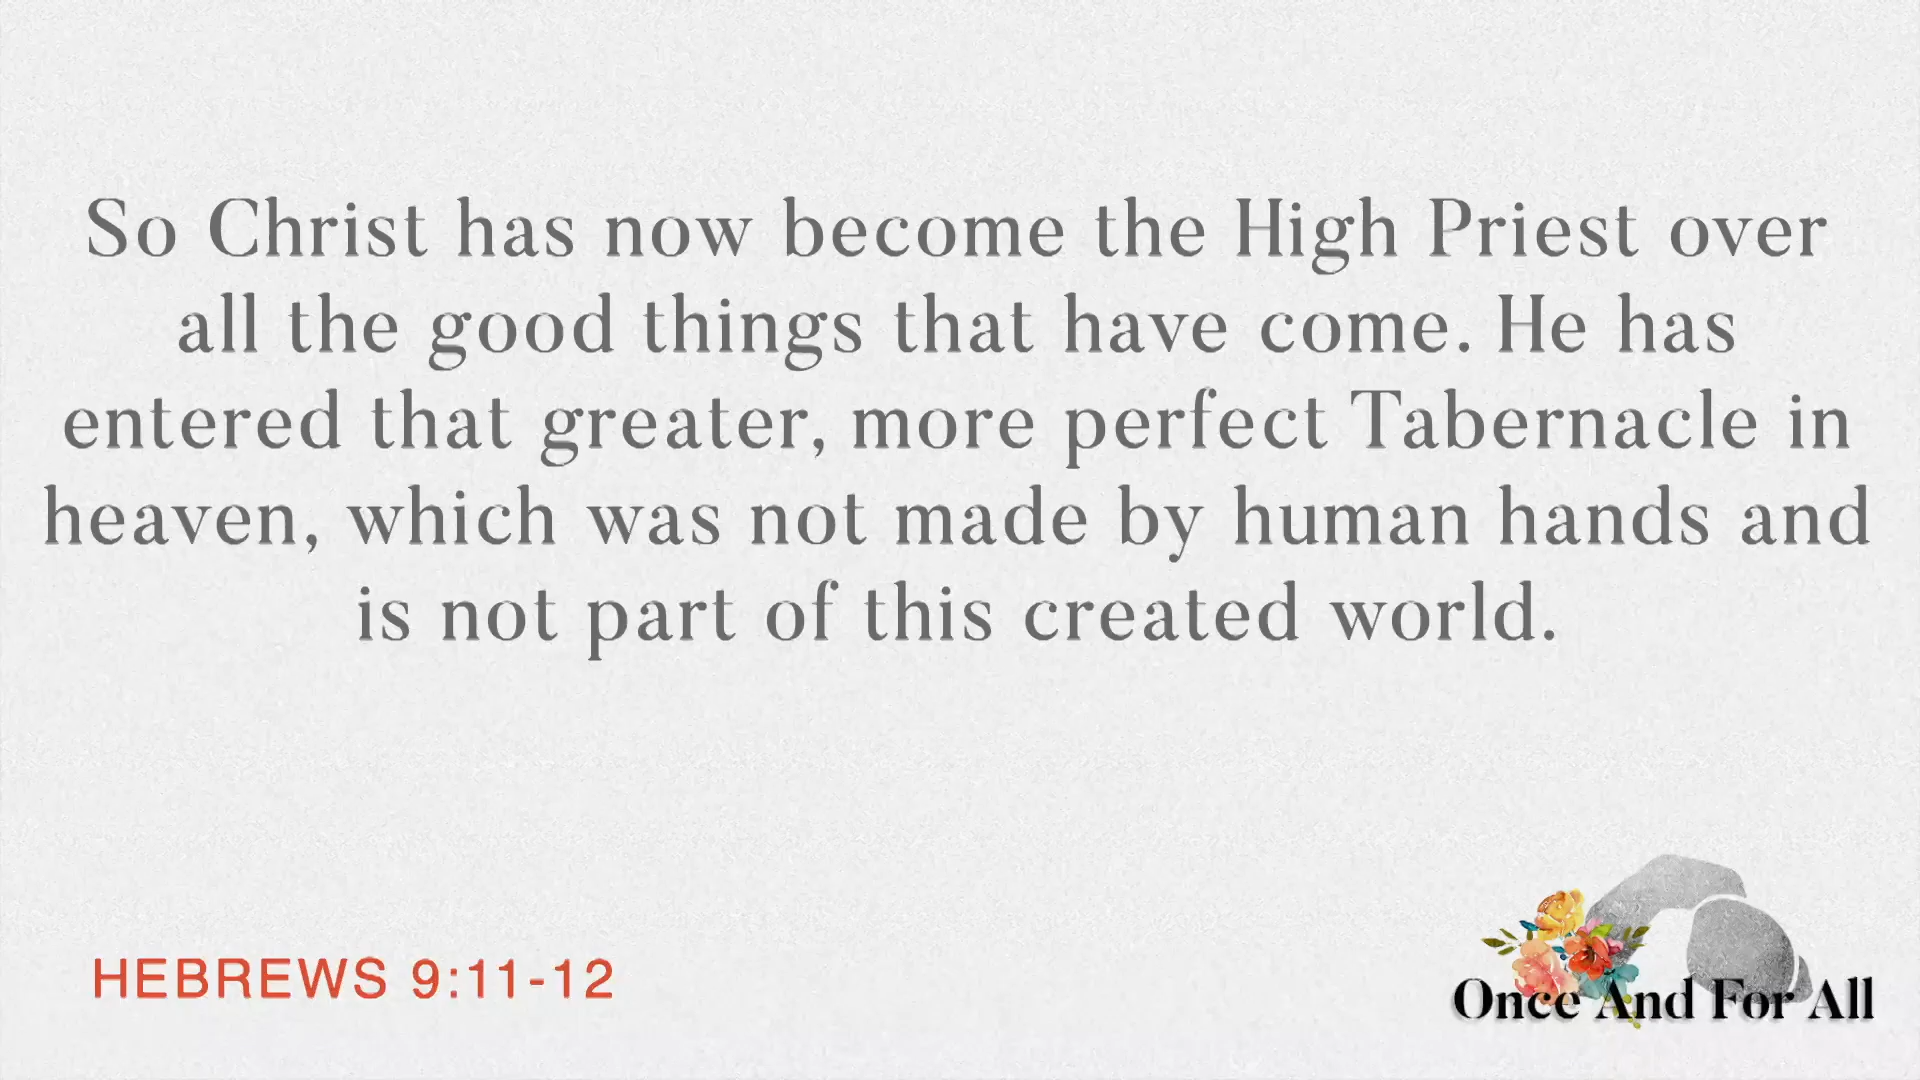 So Christ has now become the High Priest over
all the good things that have come. He has
entered that greater, more perfect Tabernacle in
heaven, which was not made by human hands and
is not part of this created world.
HEBREWS 9:11-12
Once And For All